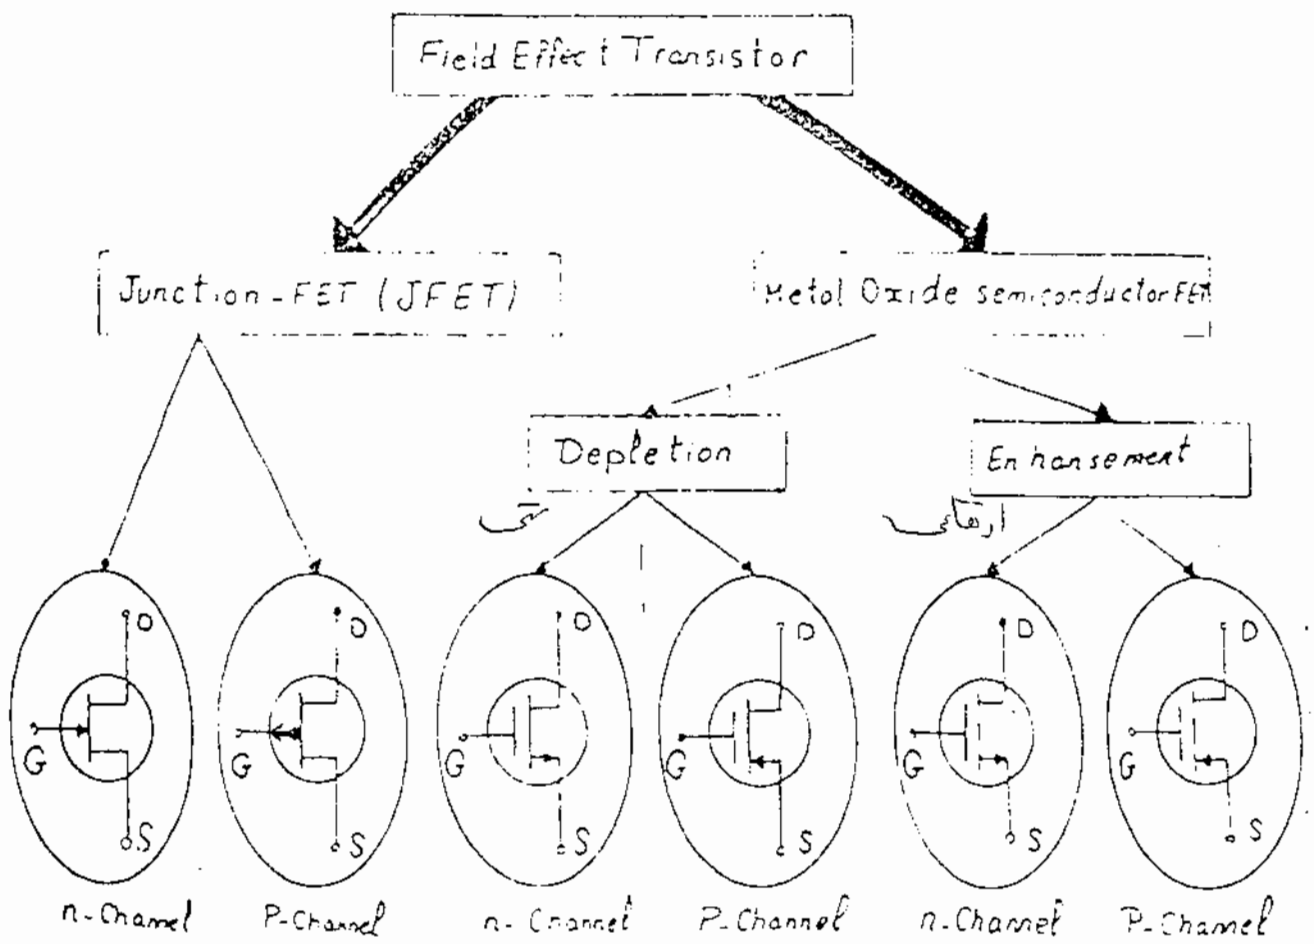 Field Effect Transistor
Junction-FET (JFET)
Metal Oxide semiconductor FET
Depletion
Enhansement
تهی
ارتقائی
D
D
D
D
D
D
G
G
G
G
G
G
S
S
S
S
S
S
n-Channel
P-Channel
n-Channel
P-Channel
n-Channel
P-Channel